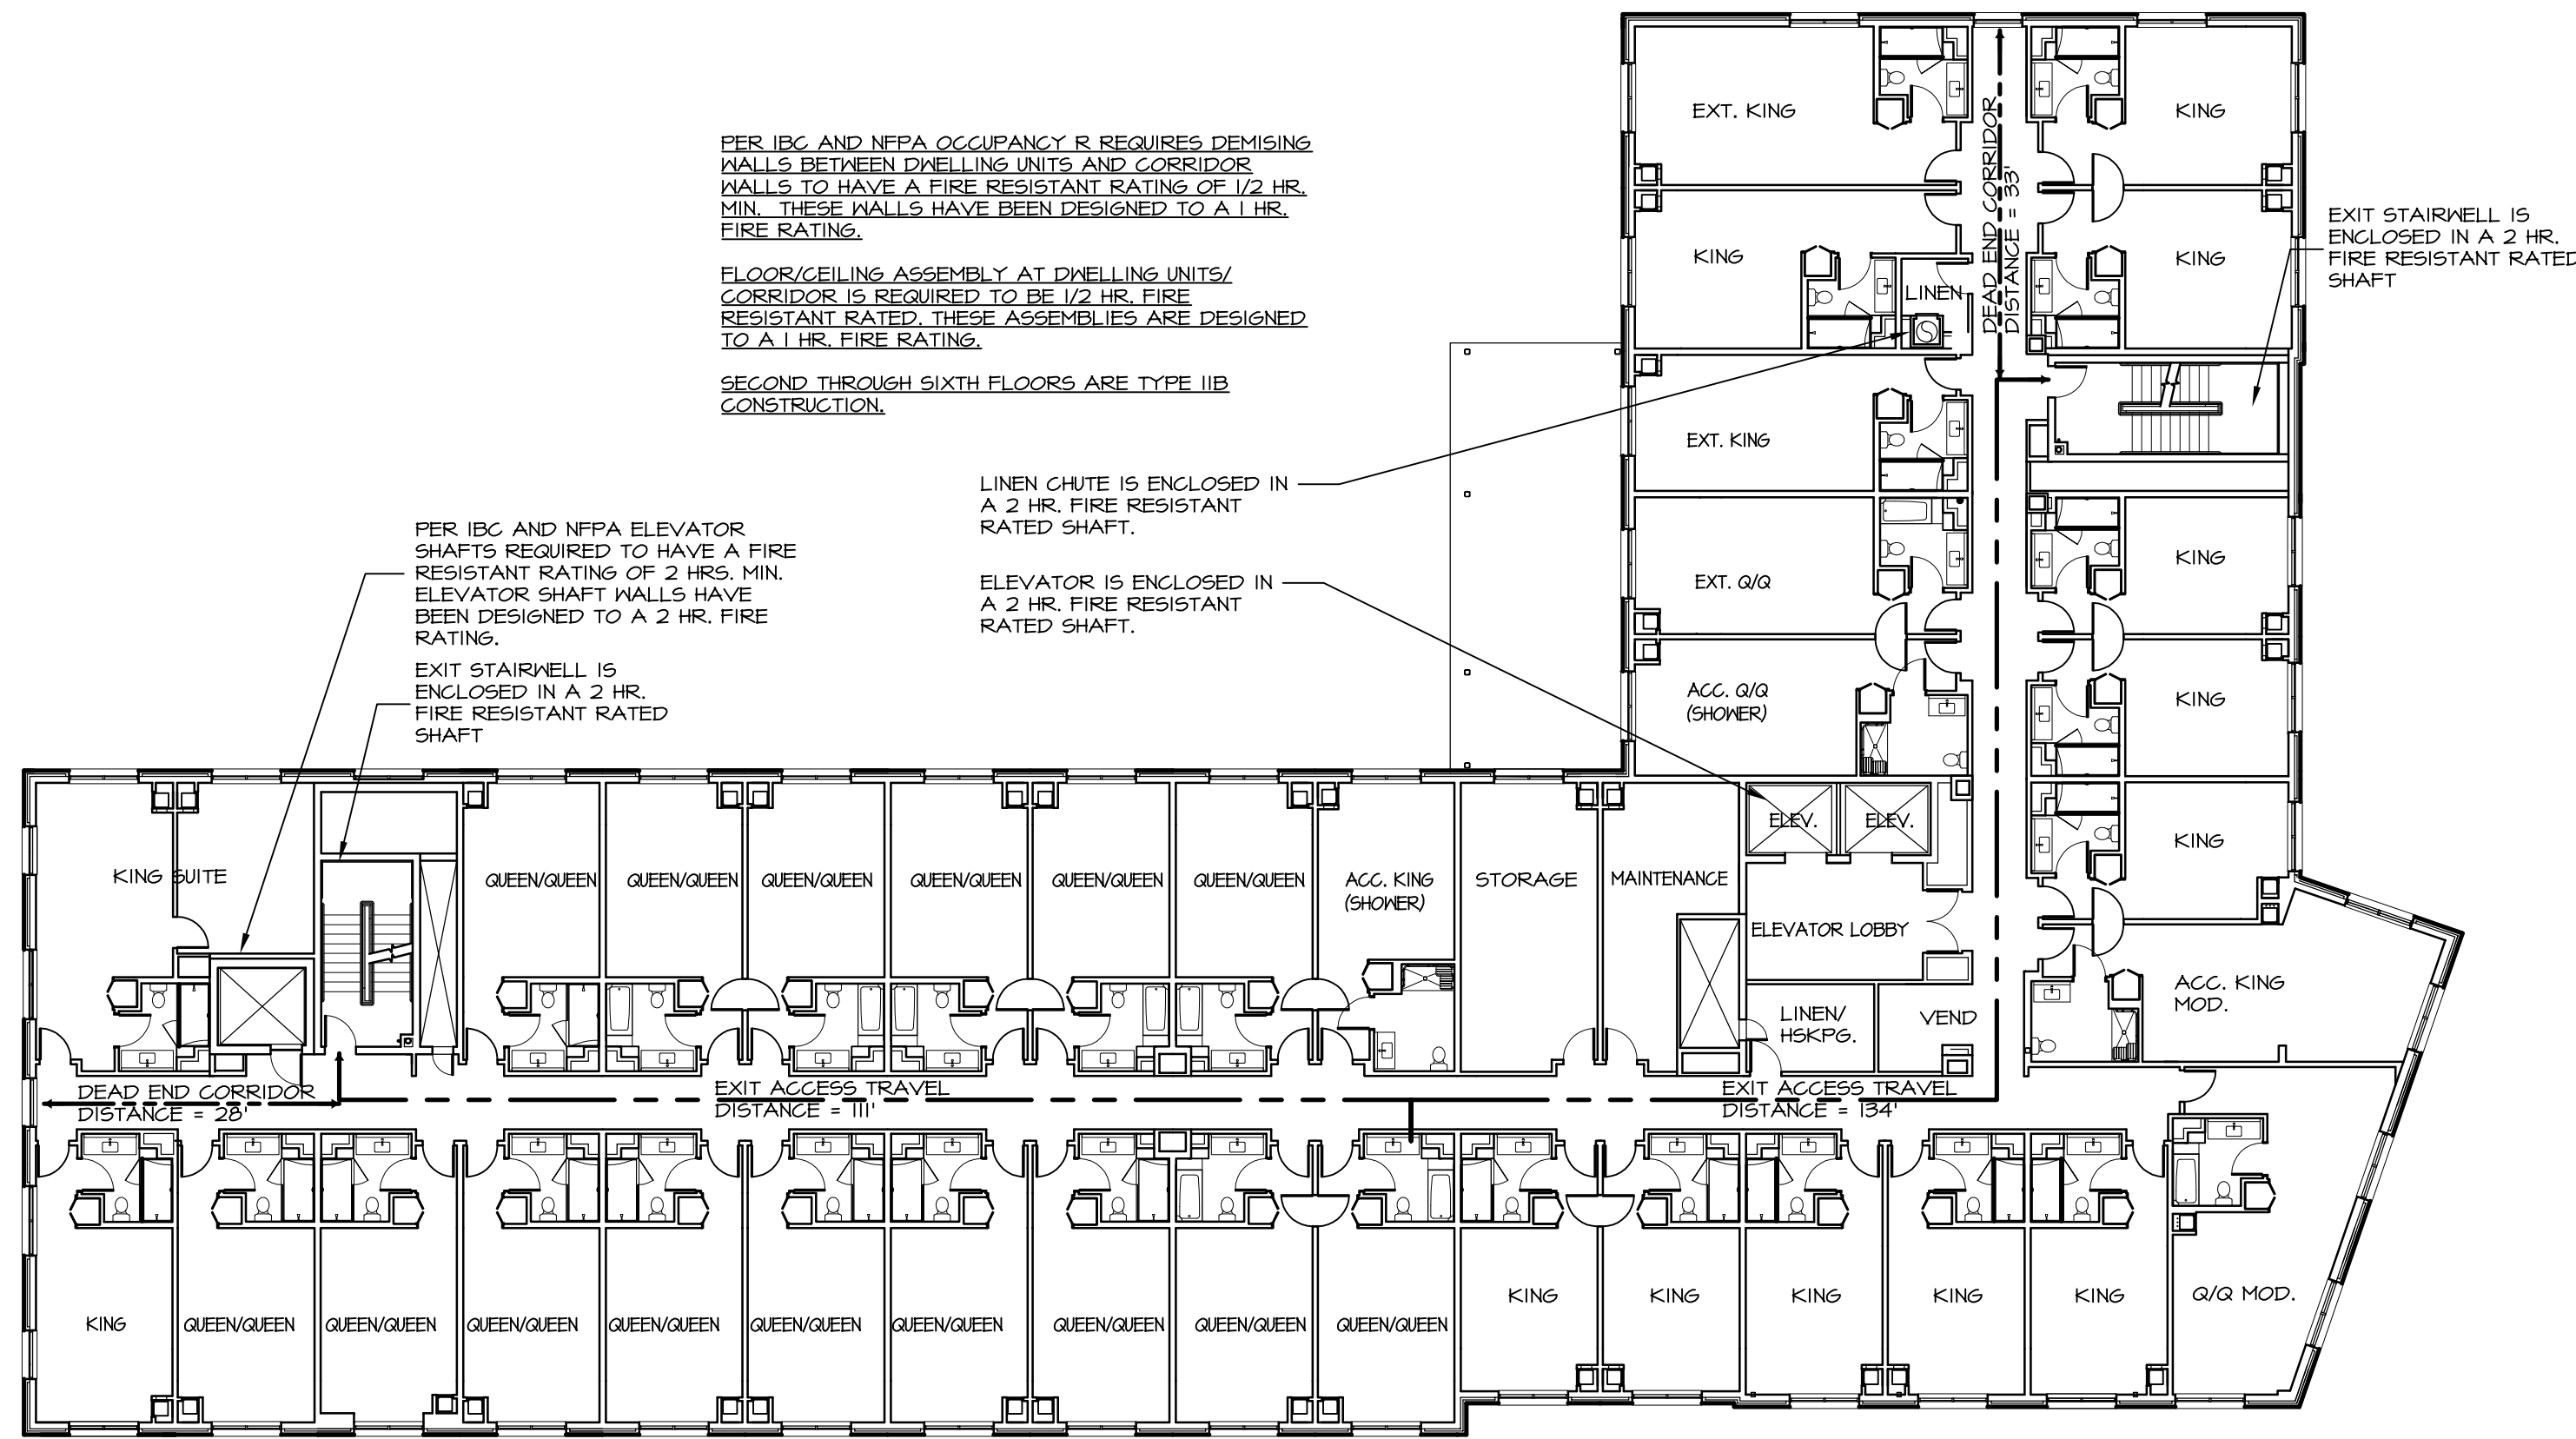 PER IBC AND NFPA OCCUPANCY R REQUIRES DEMISING
WALLS BETWEEN DWELLING UNITS AND CORRIDOR
WALLS TO HAVE A FIRE RESISTANT RATING OF 1/2 HR.
MIN. THESE WALLS HAVE BEEN DESIGNED TO A 1 HR.
FIRE RATING.
FLOOR/CEILING ASSEMBLY AT DWELLING UNITS/
CORRIDOR IS REQUIRED TO BE 1/2 HR. FIRE
RESISTANT RATED. THESE ASSEMBLIES ARE DESIGNED
TO A 1 HR. FIRE RATING.
SECOND THROUGH SIXTH FLOORS ARE TYPE IIB
CONSTRUCTION.
LINEN CHUTE IS ENCLOSED IN
A 2 HR. FIRE RESISTANT
RATED SHAFT.
ELEVATOR IS ENCLOSED IN
A 2 HR. FIRE RESISTANT
RATED SHAFT.
PER IBC AND NFPA ELEVATOR
SHAFTS REQUIRED TO HAVE A FIRE
RESISTANT RATING OF 2 HRS. MIN.
ELEVATOR SHAFT WALLS HAVE
BEEN DESIGNED TO A 2 HR. FIRE
RATING.
EXIT STAIRWELL IS
ENCLOSED IN A 2 HR.
FIRE RESISTANT RATED
SHAFT
EXIT STAIRWELL IS
ENCLOSED IN A 2 HR.
FIRE RESISTANT RATED
SHAFT
EXT. KING
KING
DEAD END CORRIDOR
DISTANCE = 33'
KING
KING
LINEN
EXT. KING
EXT. Q/Q
KING
ACC. Q/Q
(SHOWER)
KING
ELEV.
ELEV.
KING
KING SUITE
QUEEN/QUEEN
QUEEN/QUEEN
QUEEN/QUEEN
QUEEN/QUEEN
QUEEN/QUEEN
QUEEN/QUEEN
ACC. KING
(SHOWER)
STORAGE
MAINTENANCE
ELEVATOR LOBBY
ACC. KING
MOD.
LINEN/
HSKPG.
VEND
DEAD END CORRIDOR
DISTANCE = 28'
EXIT ACCESS TRAVEL
DISTANCE = 111'
EXIT ACCESS TRAVEL
DISTANCE = 134'
KING
QUEEN/QUEEN
QUEEN/QUEEN
QUEEN/QUEEN
QUEEN/QUEEN
QUEEN/QUEEN
QUEEN/QUEEN
QUEEN/QUEEN
QUEEN/QUEEN
QUEEN/QUEEN
KING
KING
KING
KING
KING
Q/Q MOD.